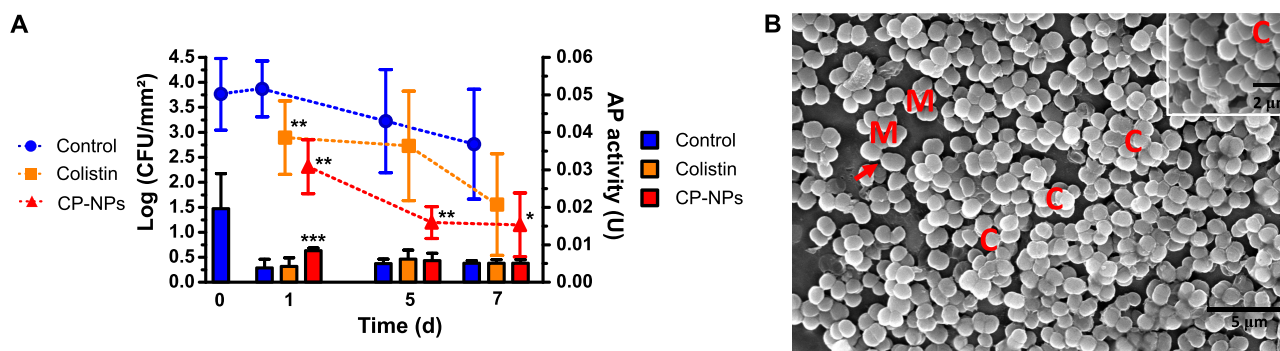 A
B
Log (CFU/mm²)
4.5
4.0
3.5
3.0
2.5
2.0
1.5
1.0
0.5
0.0
0.06
0.05
0.04
0.03
0.02
0.01
0.00
AP activity (U)
Control
Colistin
CP-NPs
Control
Colistin
CP-NPs
**
**
**
*
***
0 1 5 7
Time (d)
C
2 µm
M
M
C
C
C
5 µm